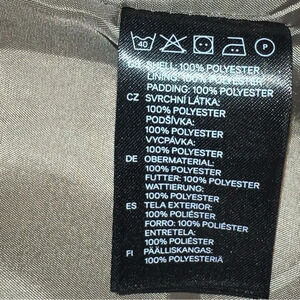 40 P
GB SHELL: 100% POLYESTER
LINING: 100% POLYESTER
PADDING: 100% POLYESTER
CZ SVRCHNÍ LÁTKA:
100% POLYESTER
PODŠÍVKA:
100% POLYESTER
VÝCPÁVKA:
100% POLYESTER
DE OBERMATERIAL:
100% POLYESTER
FUTTER: 100% POLYESTER
WATTIERUNG:
100% POLYESTER
ES TELA EXTERIOR:
100% POLIÉSTER
FORRO: 100% POLIÉSTER
ENTRETELA:
100% POLIÉSTER
FI PÄÄLLISKANGAS:
100% POLYESTERIÄ